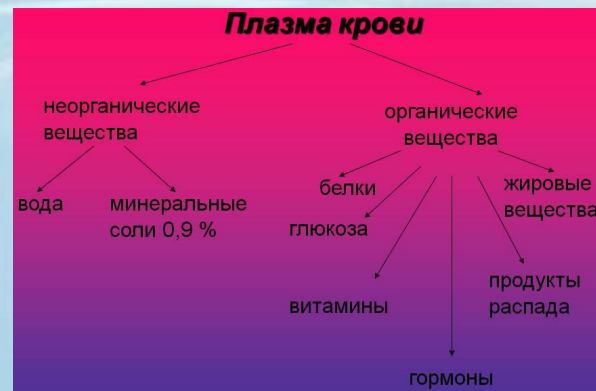 Плазма крови
неорганические
вещества
органические
вещества
вода
минеральные
соли 0,9 %
белки
глюкоза
витамины
гормоны
продукты
распада
жировые
вещества